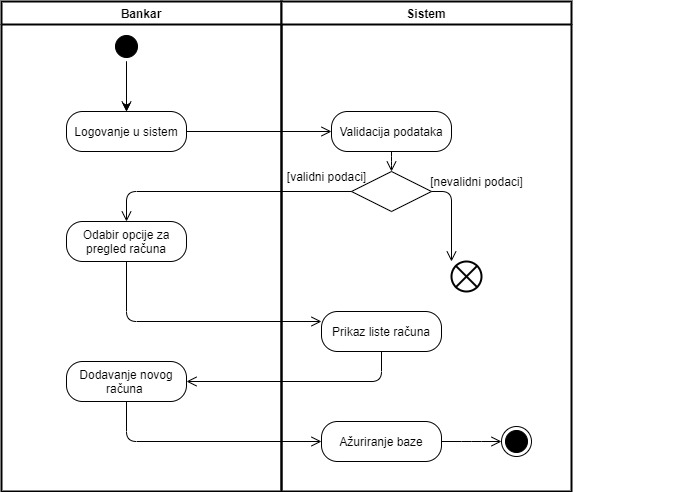 Bankar
Sistem
Logovanje u sistem
Validacija podataka
[validni podaci]
[nevalidni podaci]
Odabir opcije za
pregled računa
Prikaz liste računa
Dodavanje novog
računa
Ažuriranje baze